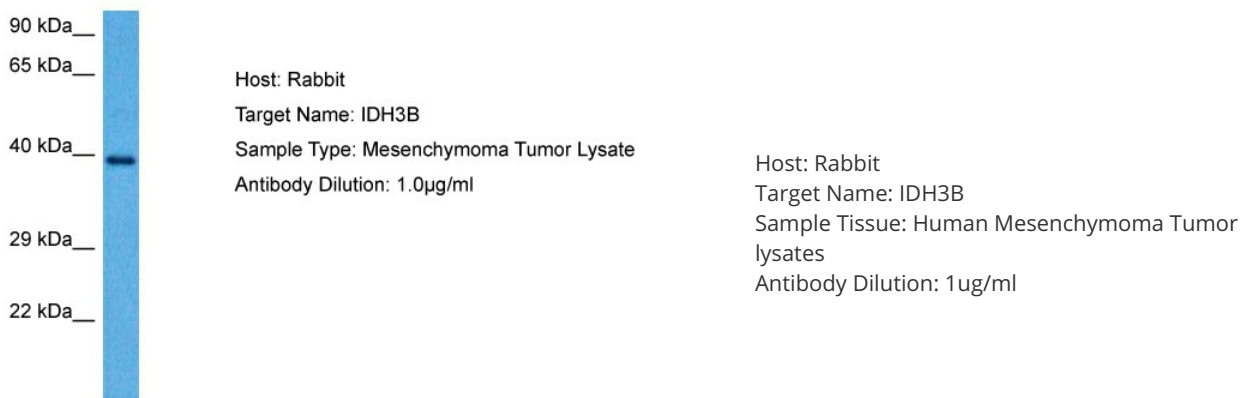 90 kDa__
65 kDa__
40 kDa__
29 kDa__
22 kDa__
Host: Rabbit
Target Name: IDH3B
Sample Type: Mesenchymoma Tumor Lysate
Antibody Dilution: 1.0µg/ml
Host: Rabbit
Target Name: IDH3B
Sample Tissue: Human Mesenchymoma Tumor
lysates
Antibody Dilution: 1ug/ml